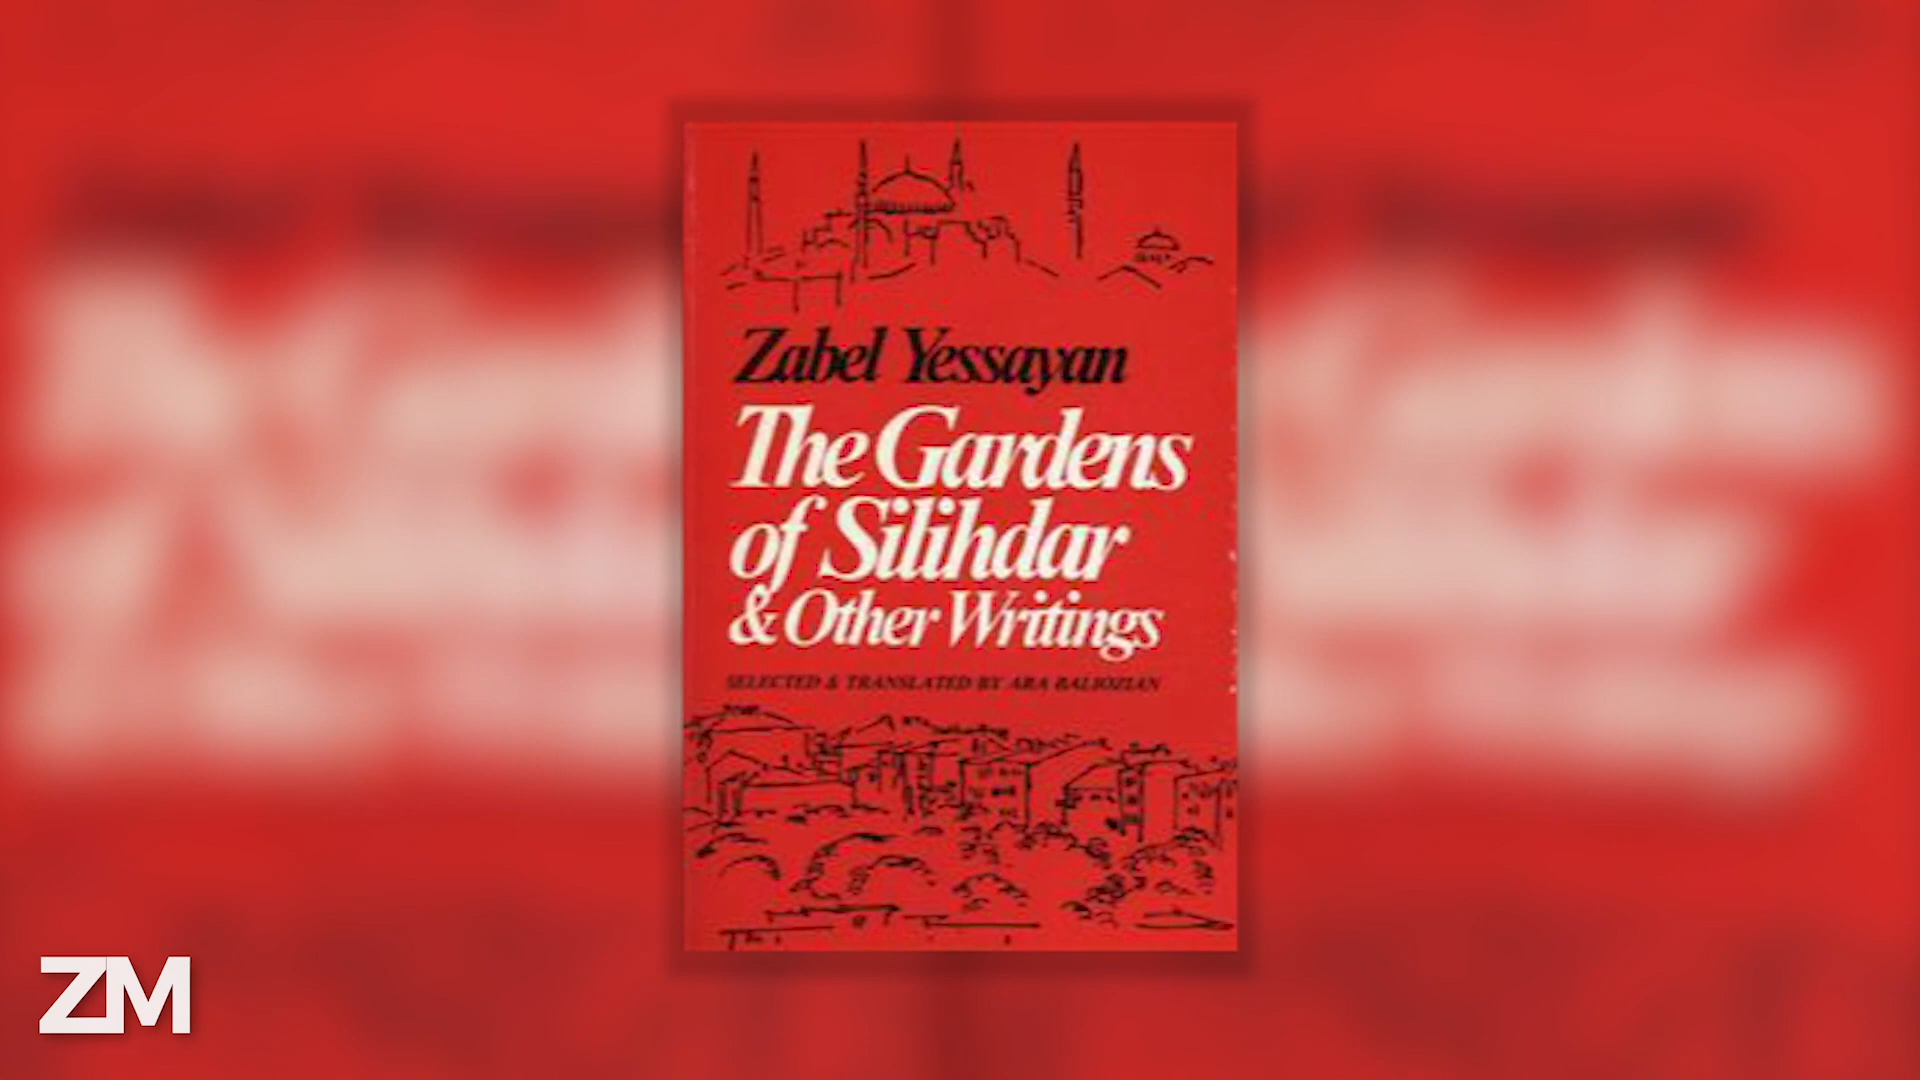 Zabel Yessayan
The Gardens
of Silihdar
& Other Writings
SELECTED & TRANSLATED BY ARA BALIOZIAN
ZM